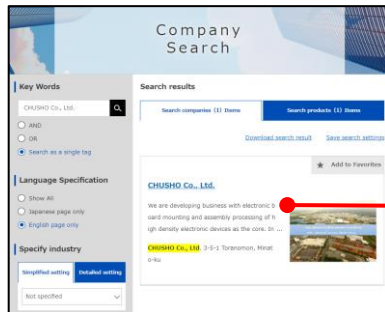 Company
Search
Key Words
CHUSHO Co., Ltd.
AND
OR
Search as a single tag
Language Specification
Show All
Japanese page only
English page only
Specify industry
Simplified setting
Detailed setting
Not specified
Search results
Search companies (1) Items
Search products (1) Items
Download search result
Save search settings
Add to Favorites
CHUSHO Co., Ltd.
We are developing business with electronic b
oard mounting and assembly processing of h
igh density electronic devices as the core. In ...
CHUSHO Co., Ltd. 3-5-1 Toranomon, Minat
o-ku